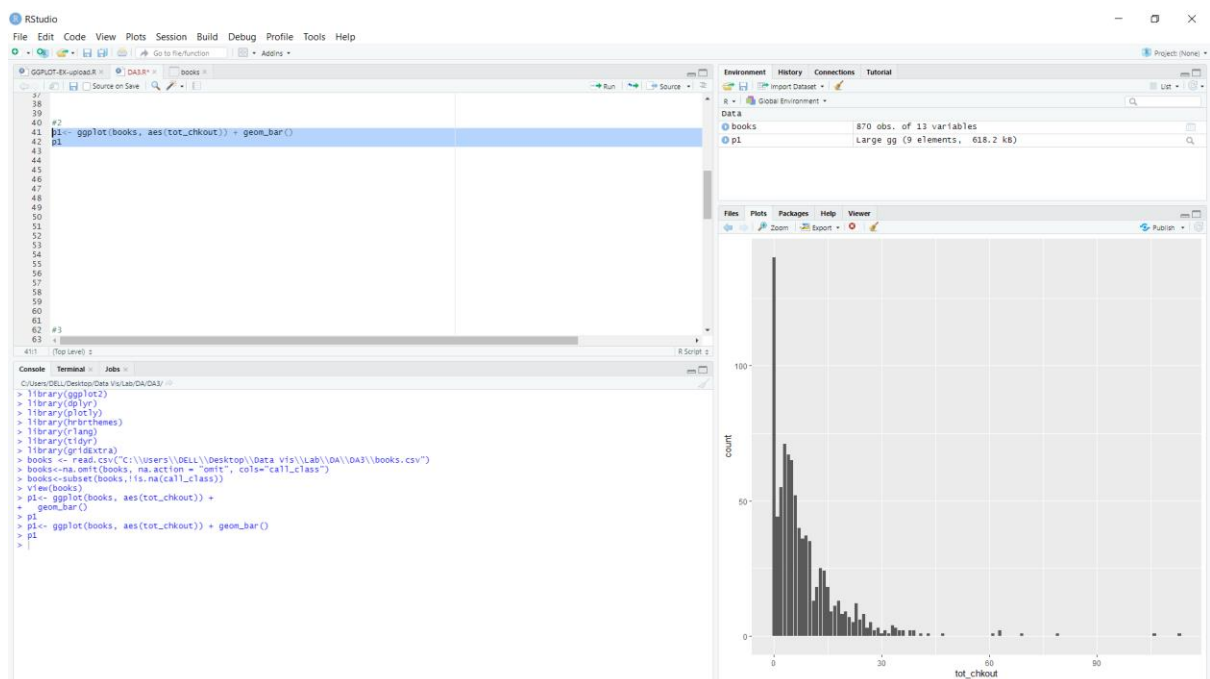 RStudio
File Edit Code View Plots Session Build Debug Profile Tools Help
Go to file/function Addins
Project: (None)
GGPLOT-EX-upload.R DA3.R* books
Source on Save Run Source
37
38
39
40 #2
41 p1<- ggplot(books, aes(tot_chkout)) + geom_bar()
42 p1
43
44
45
46
47
48
49
50
51
52
53
54
55
56
57
58
59
60
61
62 #3
63
41:1 (Top Level) R Script
Console Terminal Jobs
C:/Users/DELL/Desktop/Data Vis/Lab/DA/DA3/
> library(ggplot2)
> library(dplyr)
> library(plotly)
> library(hrbrthemes)
> library(rlang)
> library(tidyr)
> library(gridExtra)
> books <- read.csv("C:\\Users\\DELL\\Desktop\\Data Vis\\Lab\\DA\\DA3\\books.csv")
> books<-na.omit(books, na.action = "omit", cols="call_class")
> books<-subset(books,!is.na(call_class))
> View(books)
> p1<- ggplot(books, aes(tot_chkout)) +
+ geom_bar()
> p1
> p1<- ggplot(books, aes(tot_chkout)) + geom_bar()
> p1
>
Environment History Connections Tutorial
Import Dataset List
R Global Environment
Data
books 870 obs. of 13 variables
p1 Large gg (9 elements, 618.2 kB)
Files Plots Packages Help Viewer
Zoom Export Publish
100
50
0
count
0 30 60 90
tot_chkout